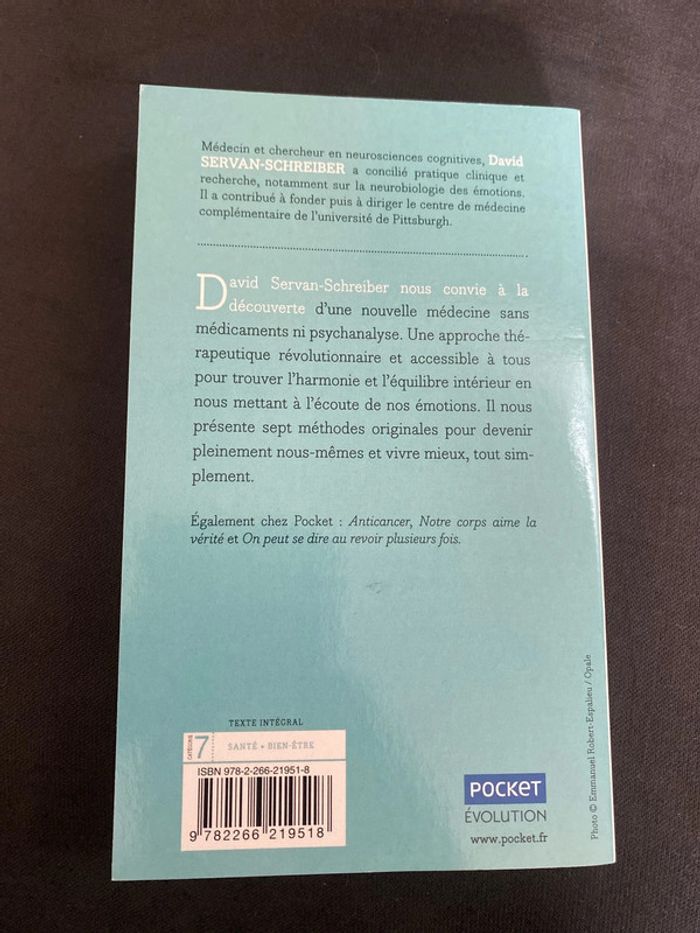 Médecin et chercheur en neurosciences cognitives, David
SERVAN-SCHREIBER a concilié pratique clinique et
recherche, notamment sur la neurobiologie des émotions.
Il a contribué à fonder puis à diriger le centre de médecine
complémentaire de l'université de Pittsburgh.
David Servan-Schreiber nous convie à la
découverte d'une nouvelle médecine sans
médicaments ni psychanalyse. Une approche thé-
rapeutique révolutionnaire et accessible à tous
pour trouver l'harmonie et l'équilibre intérieur en
nous mettant à l'écoute de nos émotions. Il nous
présente sept méthodes originales pour devenir
pleinement nous-mêmes et vivre mieux, tout sim-
plement.
Également chez Pocket : Anticancer, Notre corps aime la
vérité et On peut se dire au revoir plusieurs fois.
TEXTE INTÉGRAL
CATÉGORIE 7 SANTÉ • BIEN-ÊTRE
ISBN 978-2-266-21951-8
9 782266 219518
POCKET
ÉVOLUTION
www.pocket.fr
Photo © Emmanuel Robert-Espalieu / Opale